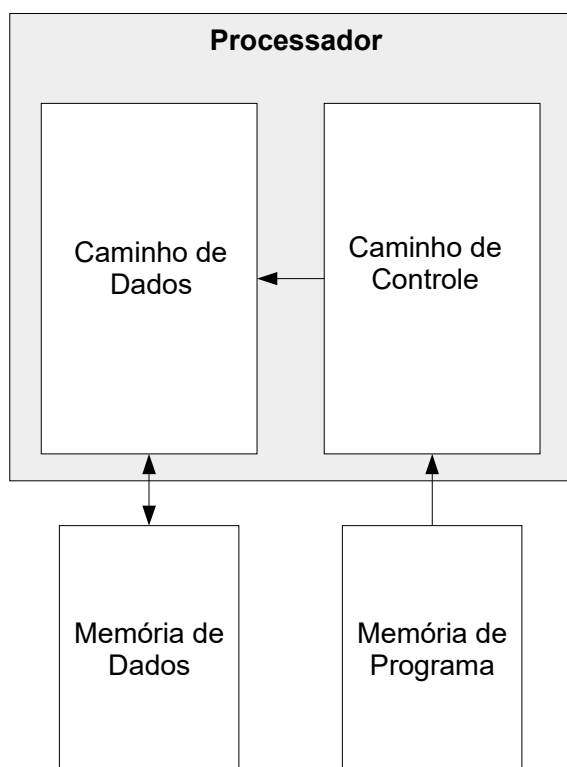 Processador
Caminho de
Dados
Caminho de
Controle
Memória de
Dados
Memória de
Programa